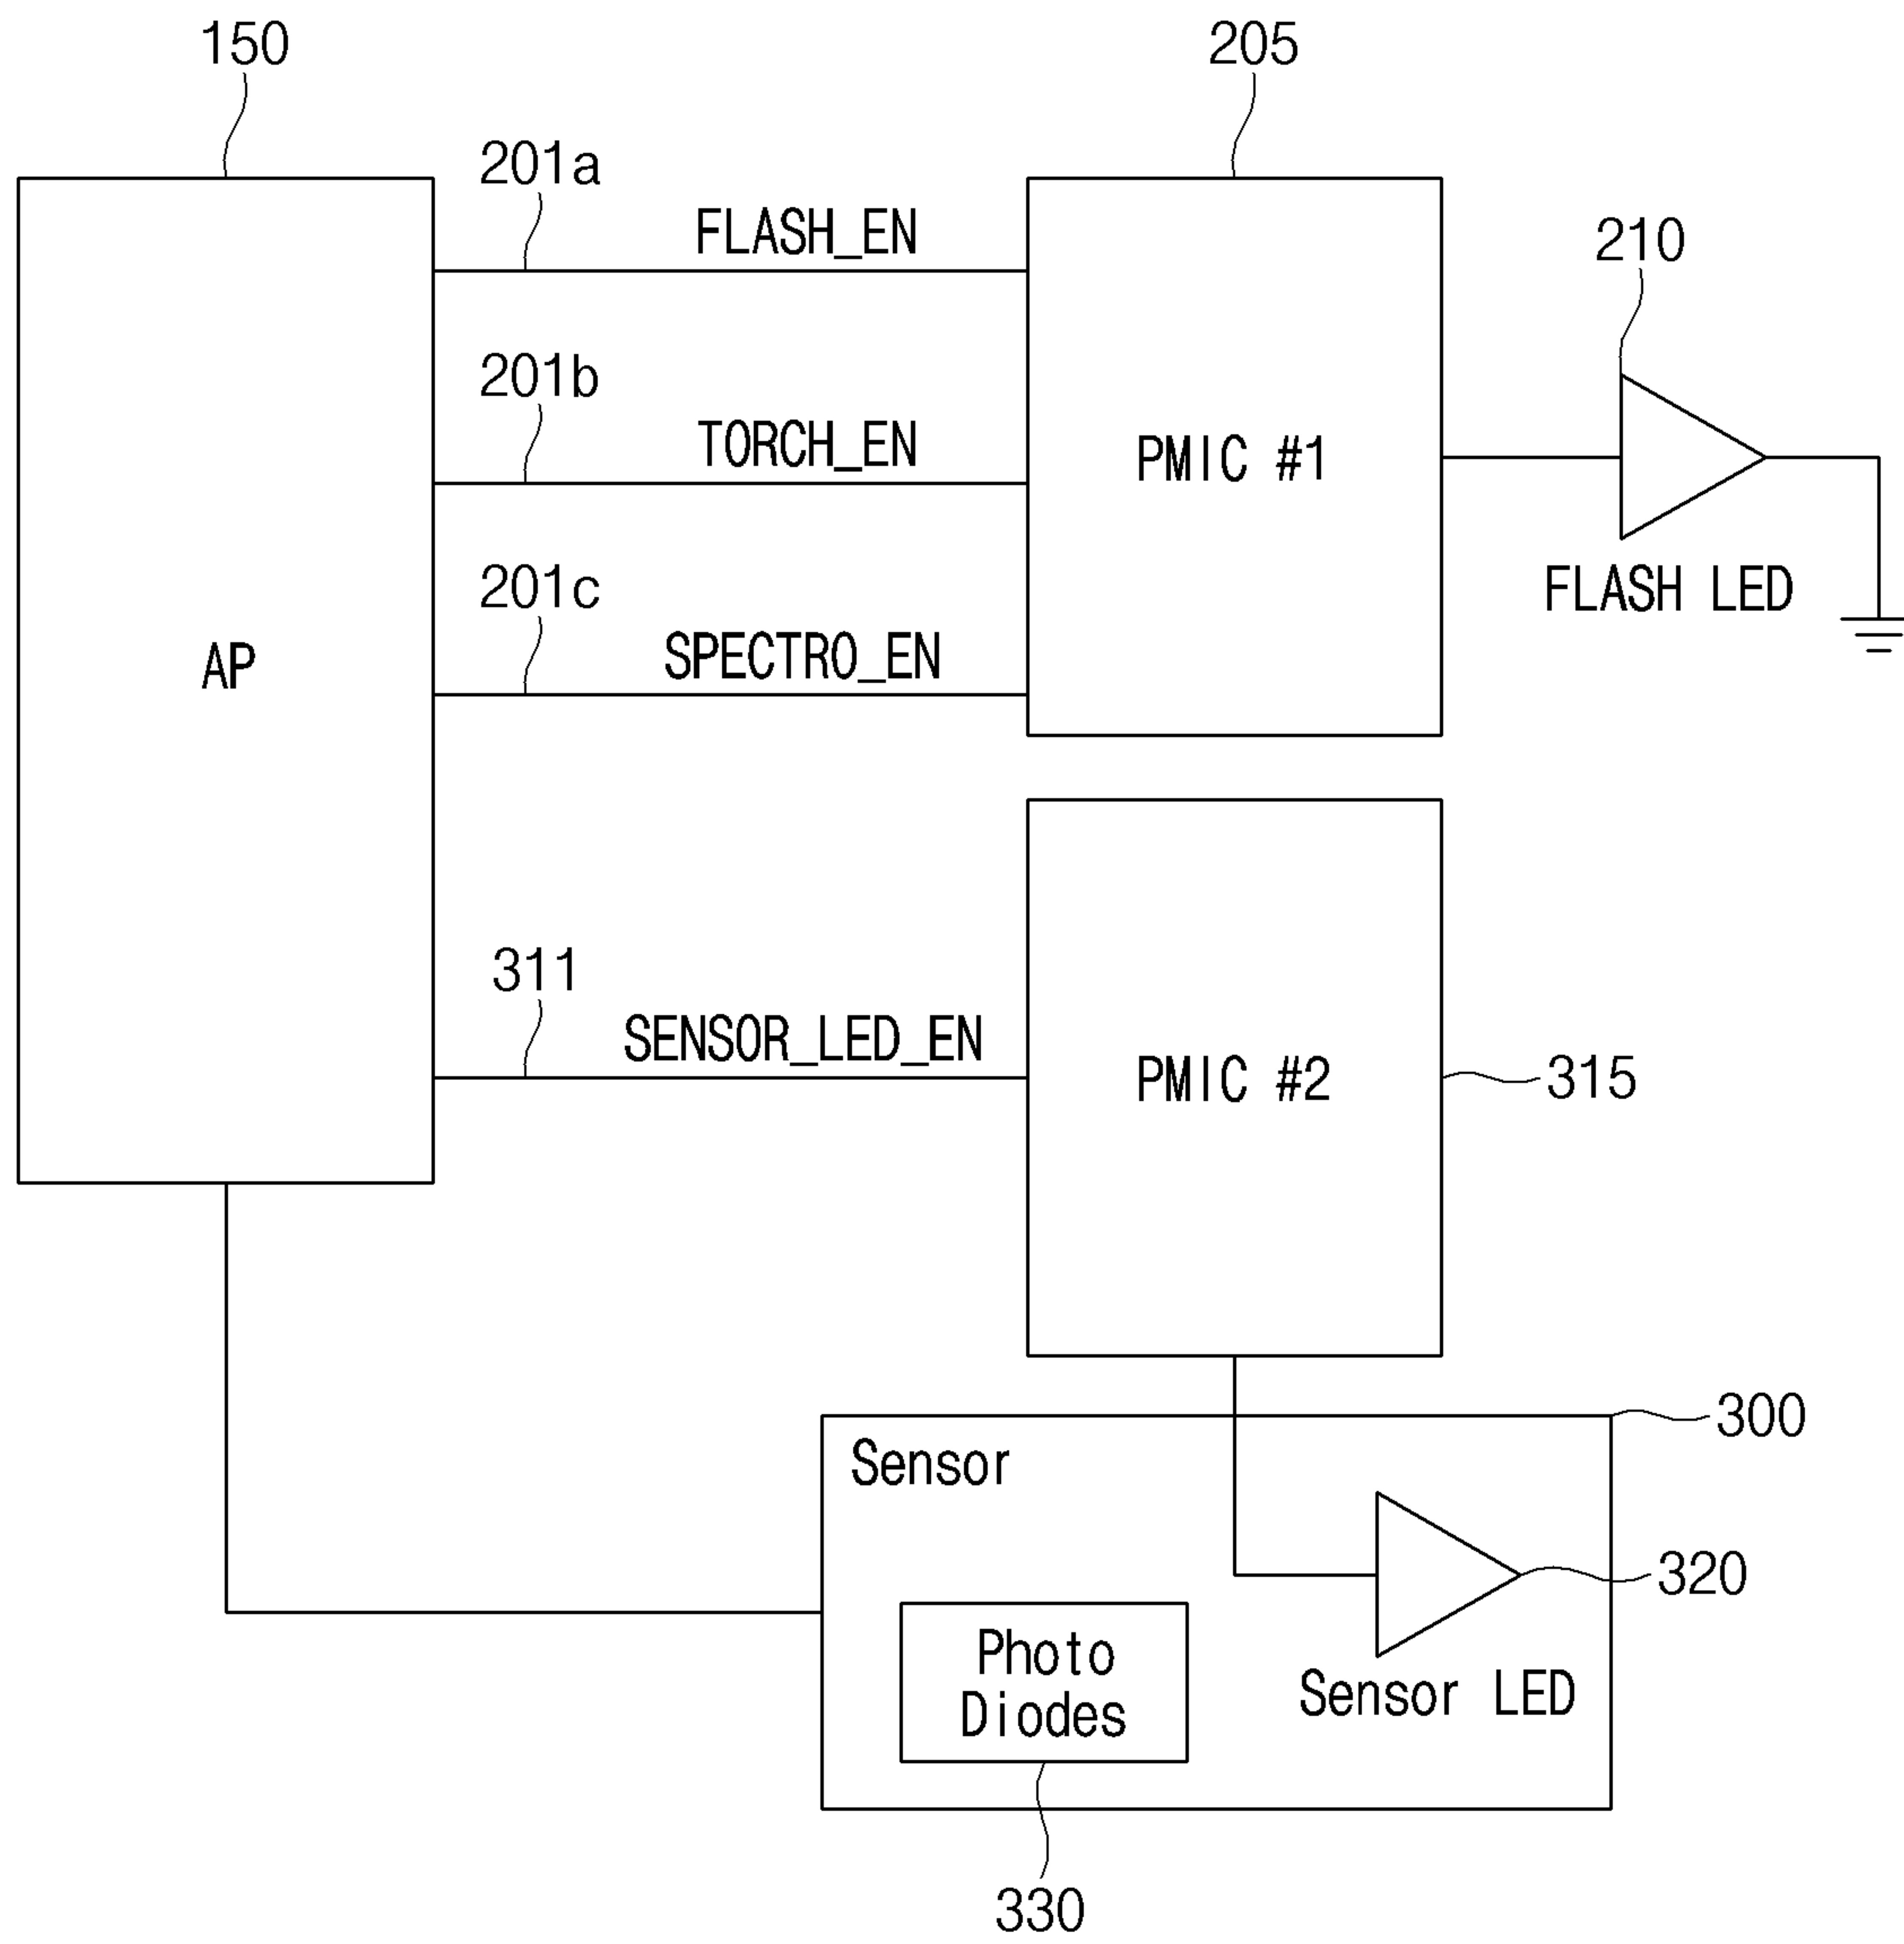 150
205
201a
FLASH_EN
210
201b
TORCH_EN
PMIC #1
201c
FLASH LED
SPECTRO_EN
AP
311
SENSOR_LED_EN
PMIC #2
315
300
Sensor
320
Photo
Diodes
Sensor LED
330